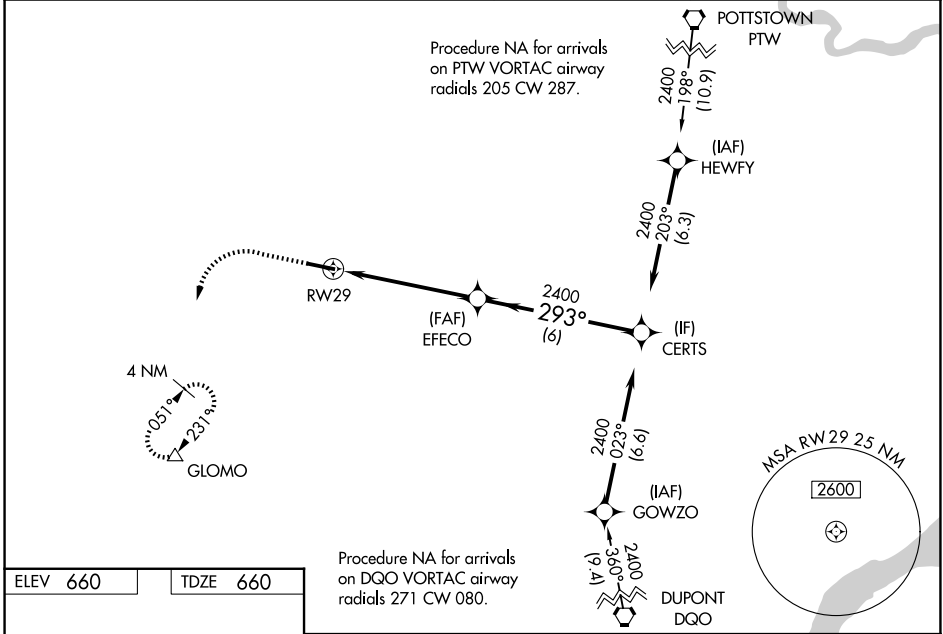 POTTSTOWN
PTW
Procedure NA for arrivals
on PTW VORTAC airway
radials 205 CW 287.
2400
198°
(10.9)
(IAF)
HEWFY
2400
203°
(6.3)
RW29
(FAF)
EFECO
2400
293°
(6)
(IF)
CERTS
4 NM
051°
231°
GLOMO
2400
023°
(6.6)
(IAF)
GOWZO
MSA RW29 25 NM
2600
2400
360°
(9.4)
DUPONT
DQO
Procedure NA for arrivals
on DQO VORTAC airway
radials 271 CW 080.
ELEV 660
TDZE 660